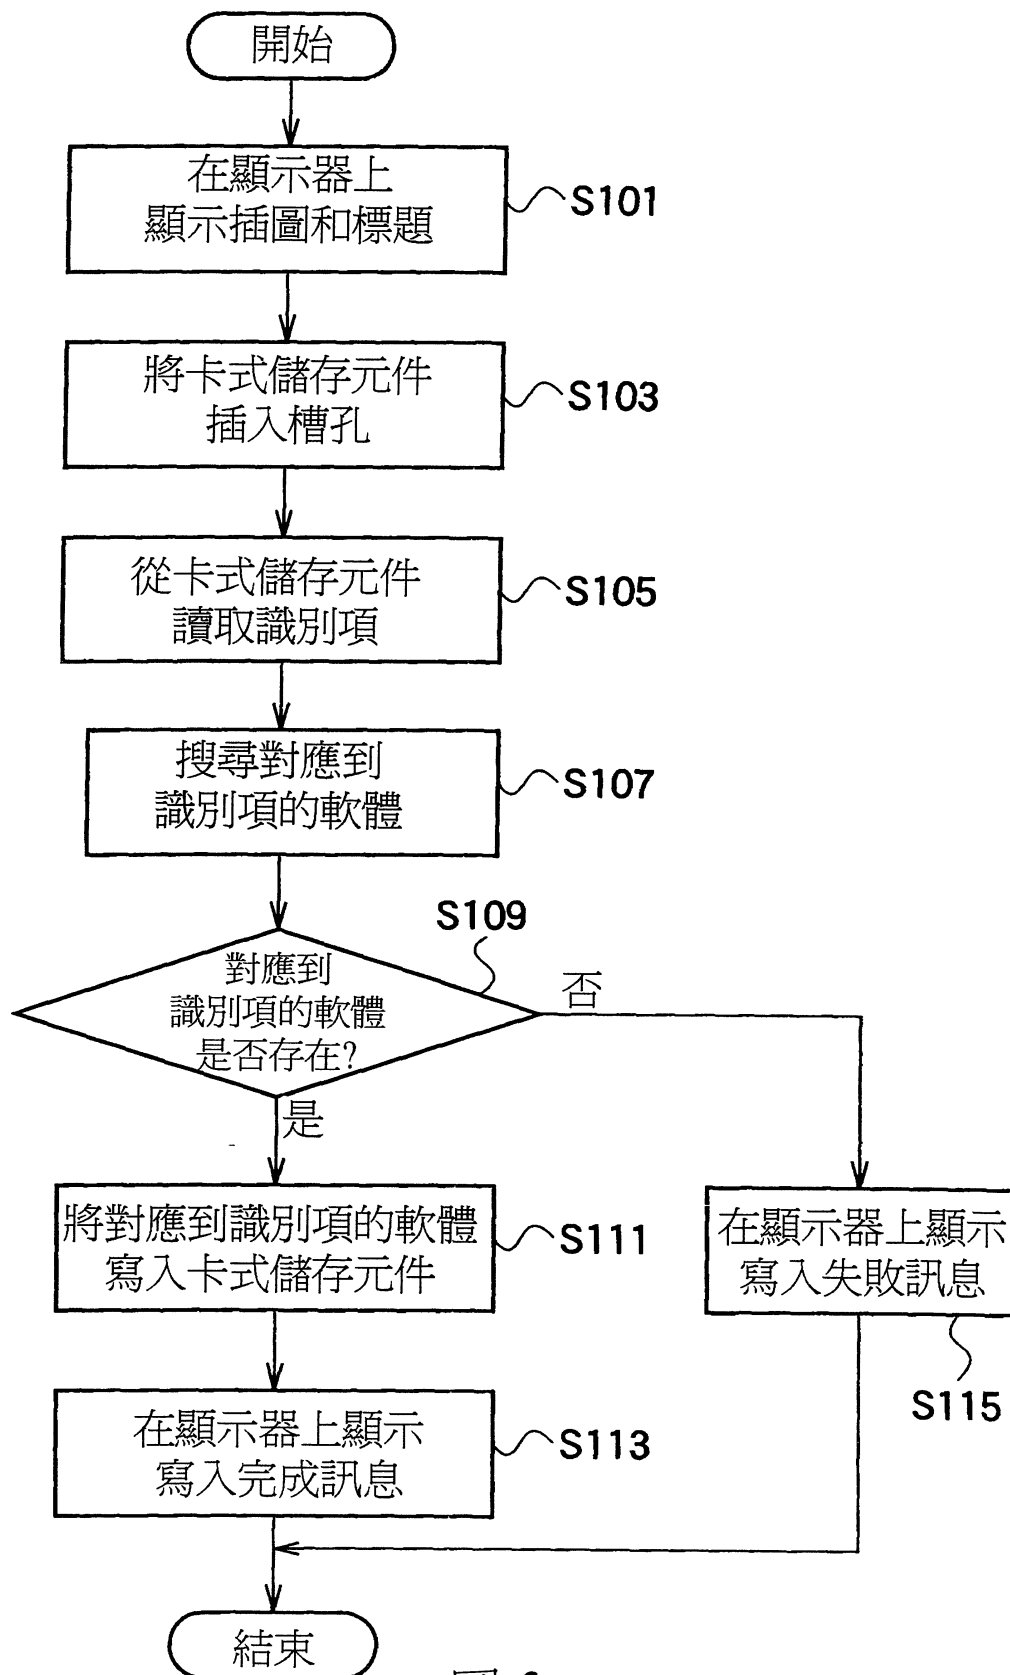 開始
在顯示器上
顯示插圖和標題
S101
將卡式儲存元件
插入槽孔
S103
從卡式儲存元件
讀取識別項
S105
搜尋對應到
識別項的軟體
S107
S109
對應到
識別項的軟體
是否存在?
否
是
將對應到識別項的軟體
寫入卡式儲存元件
S111
在顯示器上顯示
寫入失敗訊息
S115
在顯示器上顯示
寫入完成訊息
S113
結束